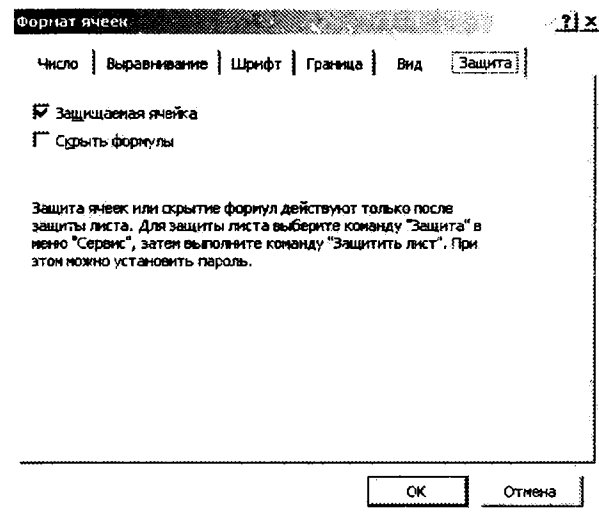 Формат ячеек ? ×
Число Выравнивание Шрифт Граница Вид Защита
Защищаемая ячейка
Скрыть формулы
Защита ячеек или скрытие формул действуют только после
защиты листа. Для защиты листа выберите команду "Защита" в
меню "Сервис", затем выполните команду "Защитить лист". При
этом можно установить пароль.
ОК Отмена